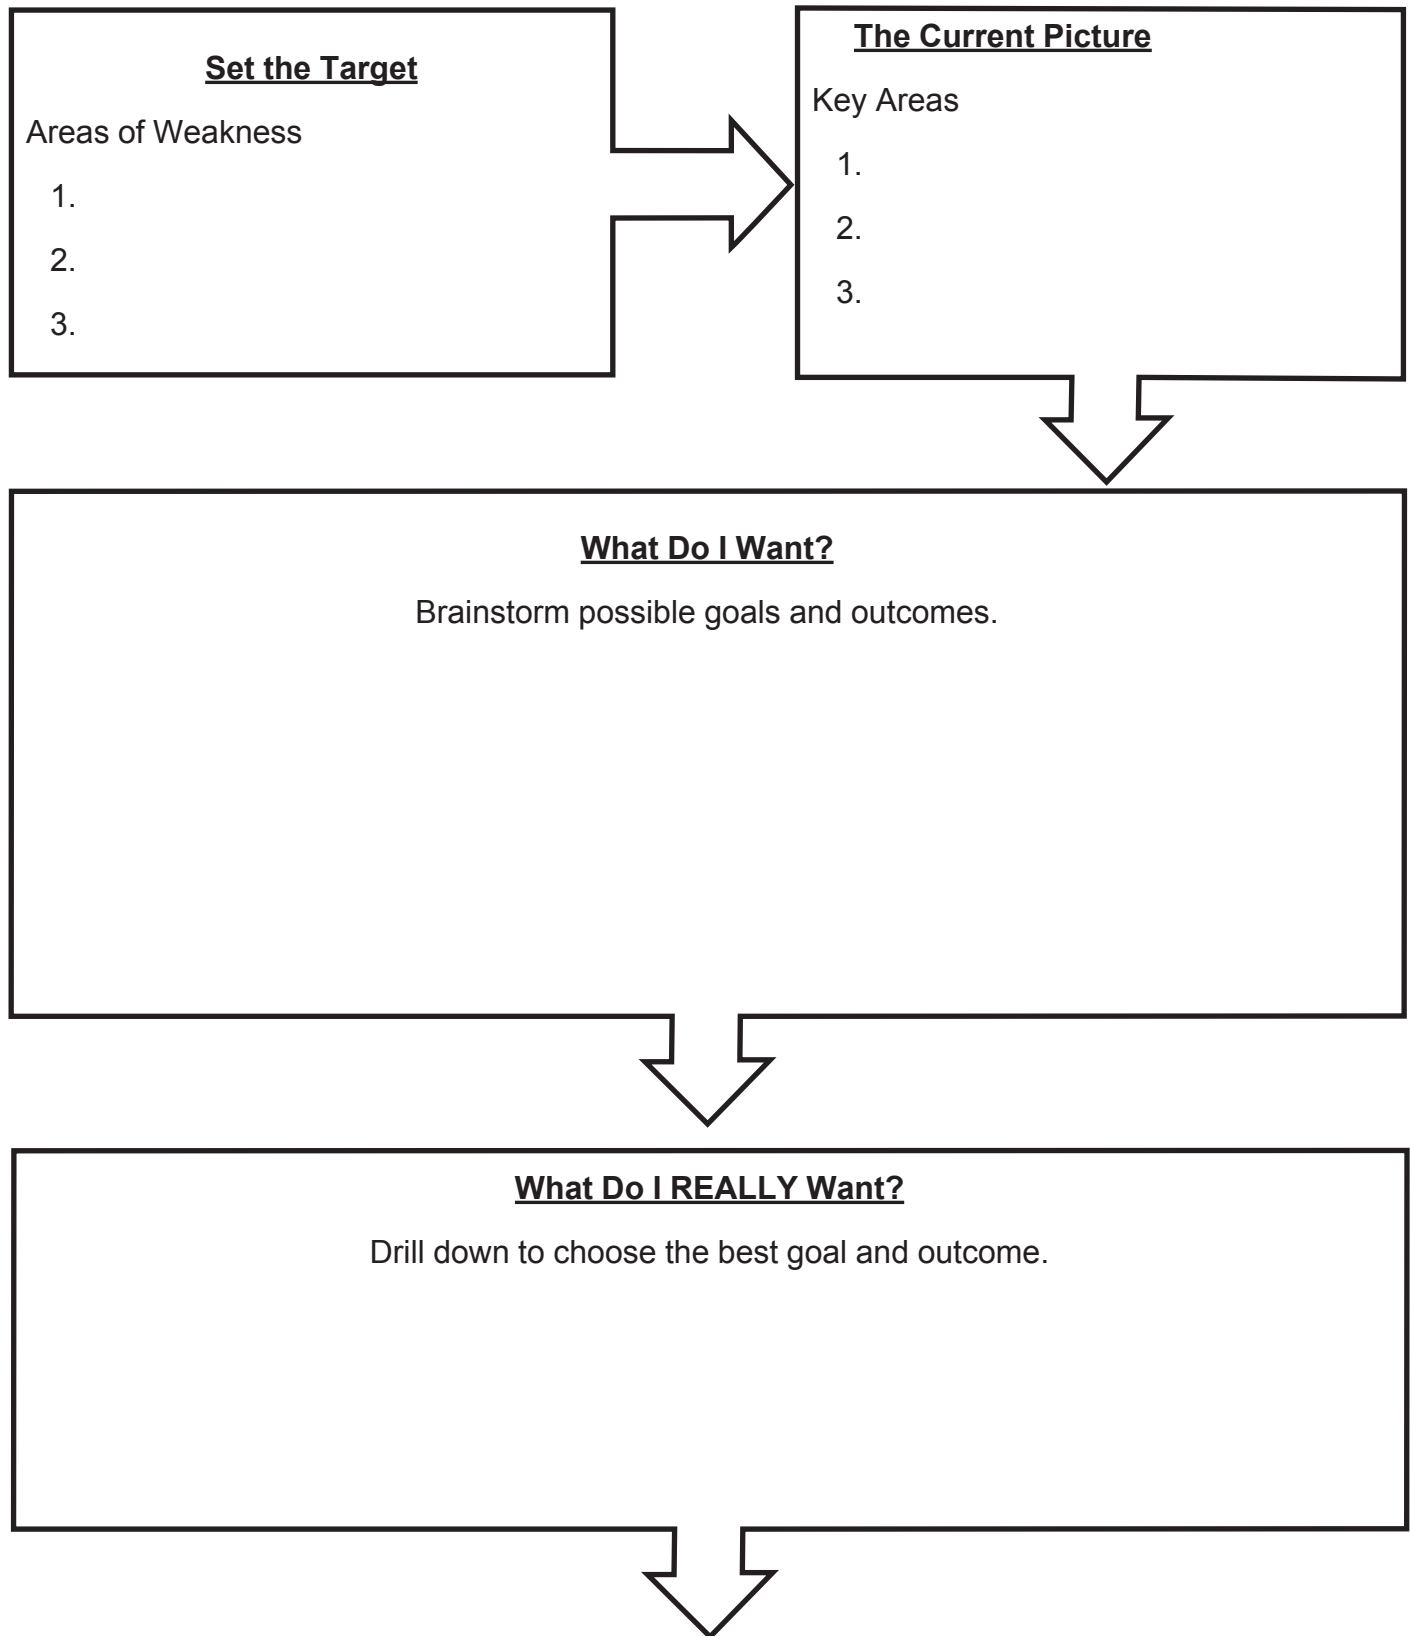 Set the Target
Areas of Weakness
1.
2.
3.
The Current Picture
Key Areas
1.
2.
3.
What Do I Want?
Brainstorm possible goals and outcomes.
What Do I REALLY Want?
Drill down to choose the best goal and outcome.